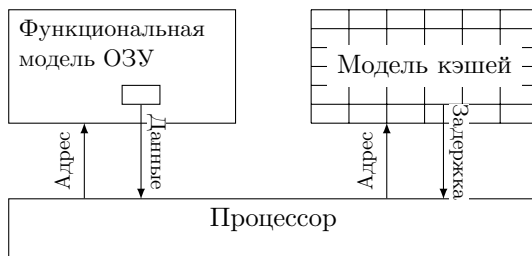 Функциональная
модель ОЗУ
Модель кэшей
Адрес
Данные
Адрес
Задержка
Процессор